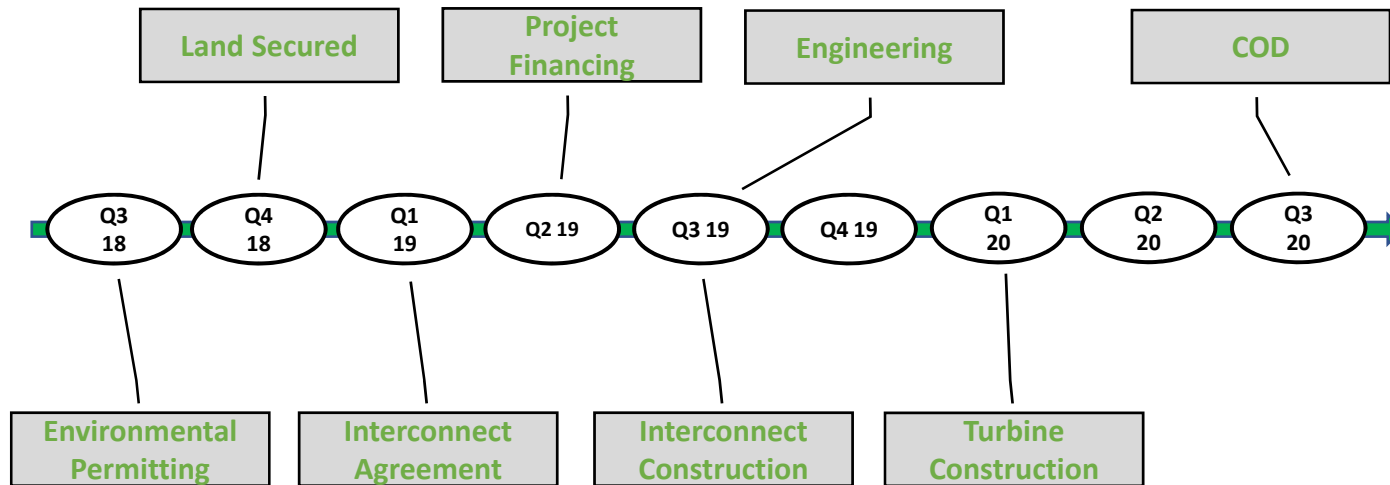 Land Secured
Project
Financing
Engineering
COD
Q3
18
Q4
18
Q1
19
Q2 19
Q3 19
Q4 19
Q1
20
Q2
20
Q3
20
Environmental
Permitting
Interconnect
Agreement
Interconnect
Construction
Turbine
Construction